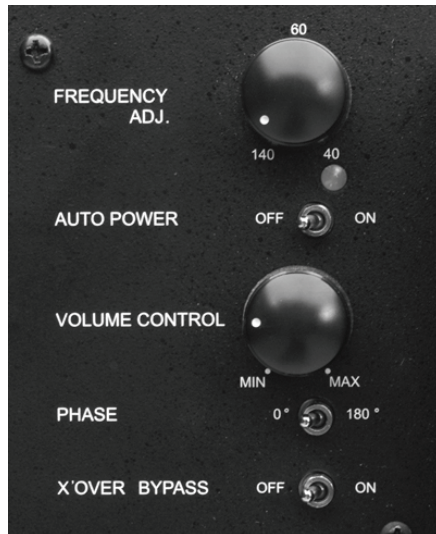 60
FREQUENCY
ADJ.
140 40
AUTO POWER OFF ON
VOLUME CONTROL
MIN MAX
PHASE 0° 180°
X'OVER BYPASS OFF ON